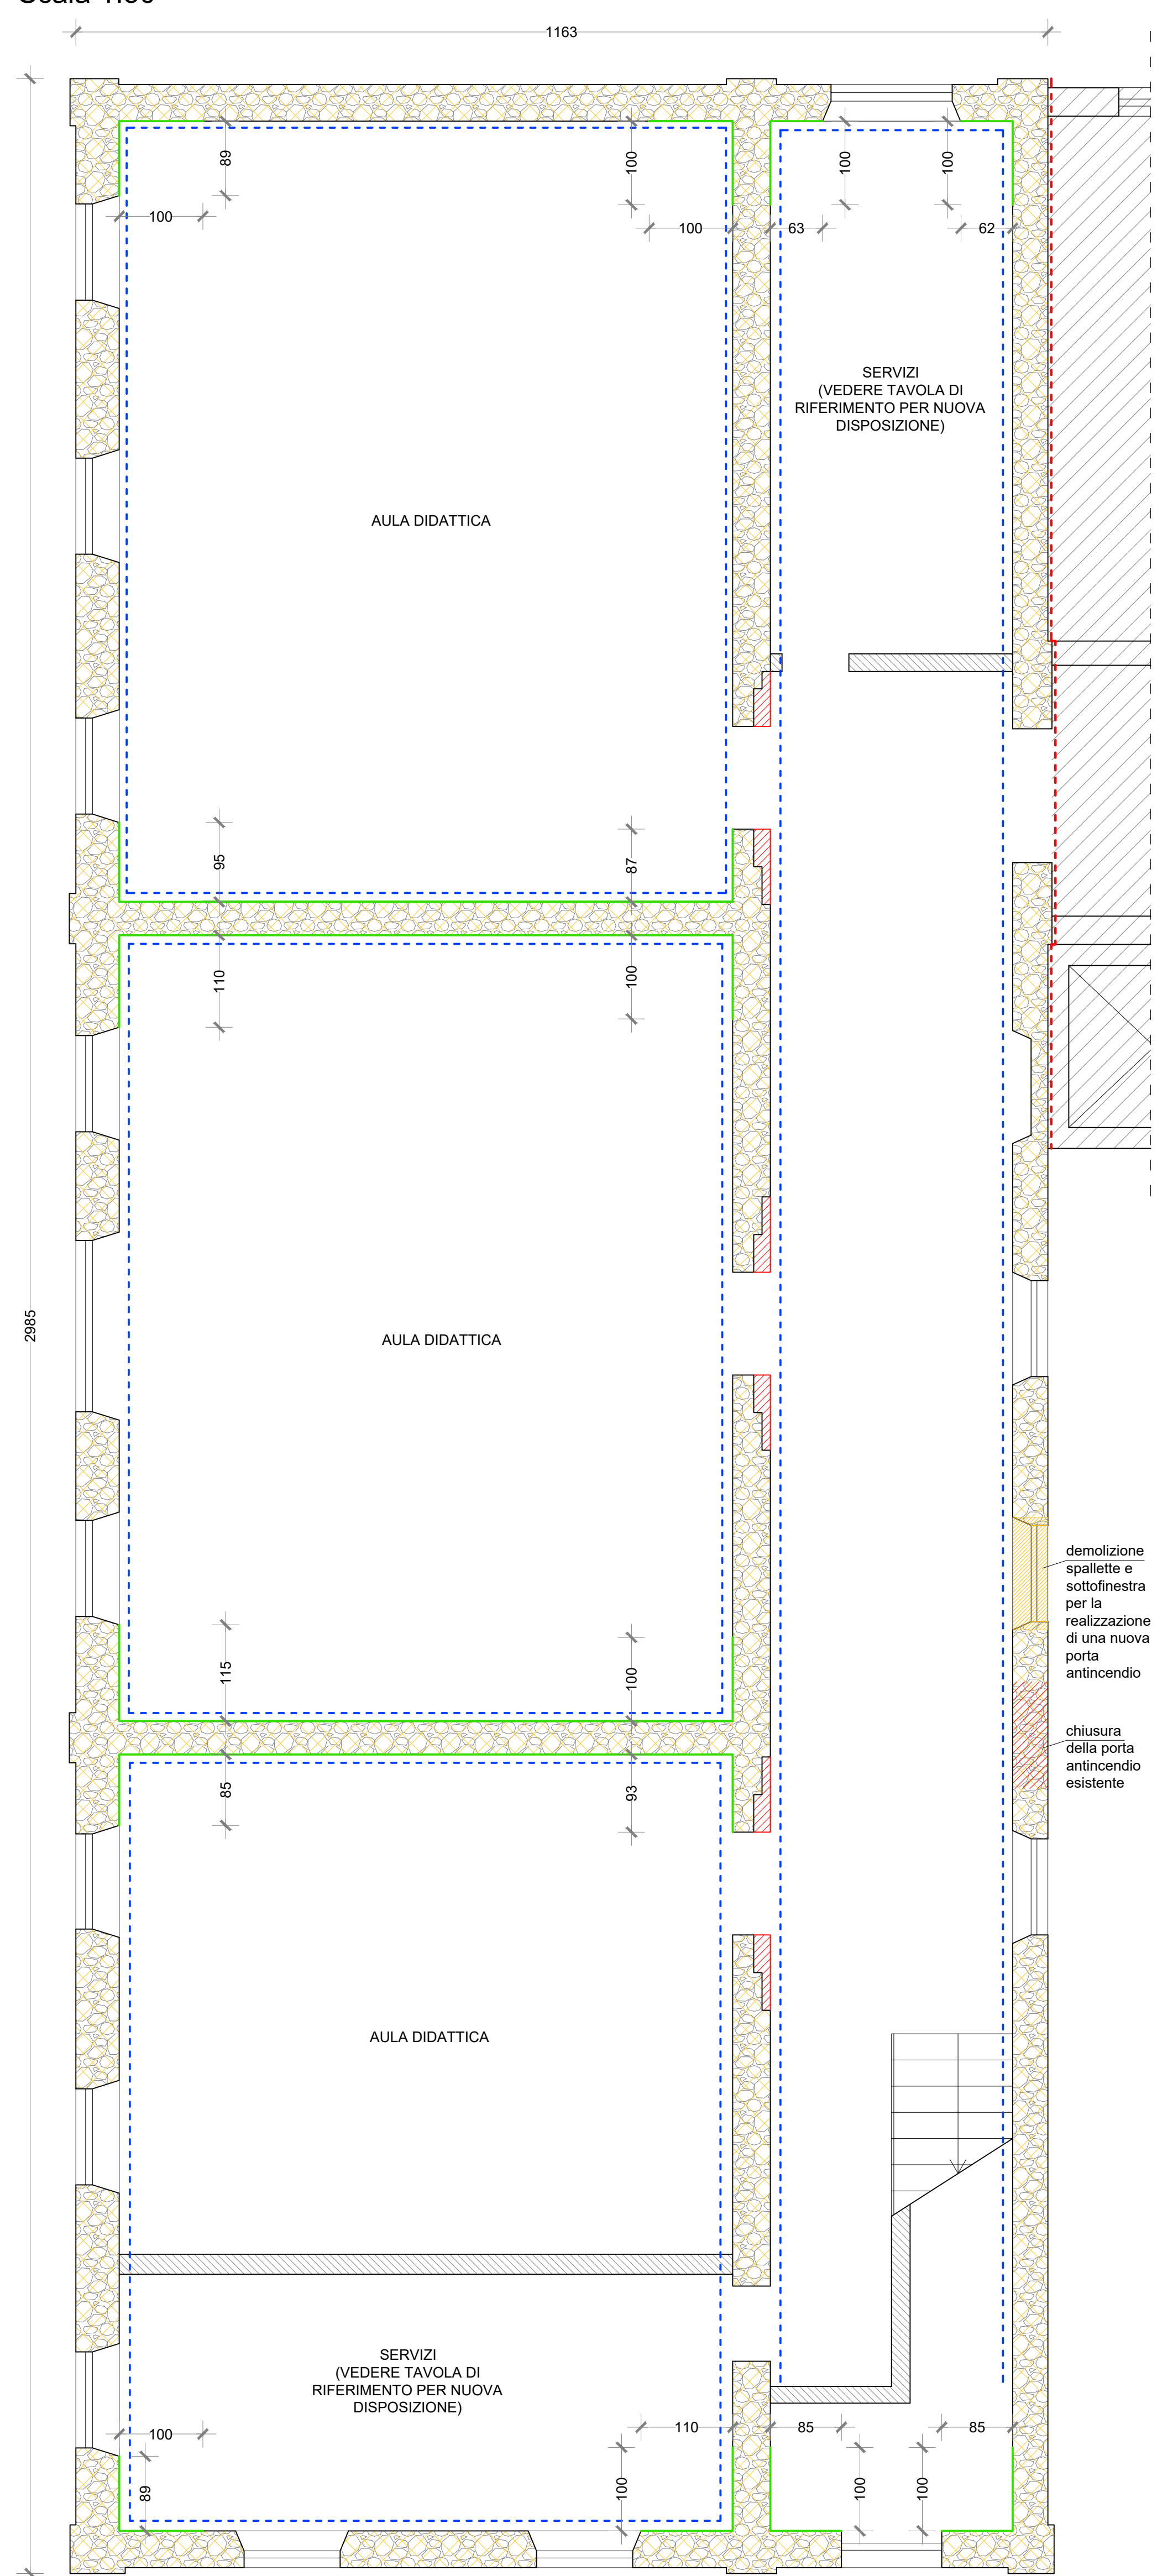 1163
89
100
100
100
100
100
63
62
SERVIZI
(VEDERE TAVOLA DI
RIFERIMENTO PER NUOVA
DISPOSIZIONE)
AULA DIDATTICA
95
87
110
100
2985
AULA DIDATTICA
demolizione
spallette e
sottofinestra
per la
realizzazione
di una nuova
porta
antincendio
115
100
chiusura
della porta
antincendio
esistente
85
93
AULA DIDATTICA
SERVIZI
(VEDERE TAVOLA DI
RIFERIMENTO PER NUOVA
DISPOSIZIONE)
100
110
85
85
89
100
100
100